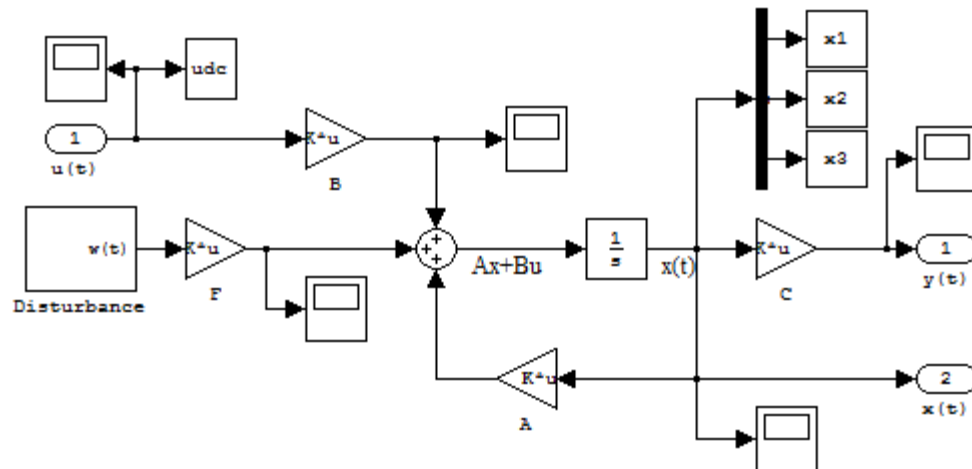 x1
udc
x2
1
K*u
x3
u(t)
B
w(t)
K*u
+
+
+
Ax+Bu
1
s
x(t)
K*u
1
y(t)
Disturbance
F
C
K*u
2
A
x(t)